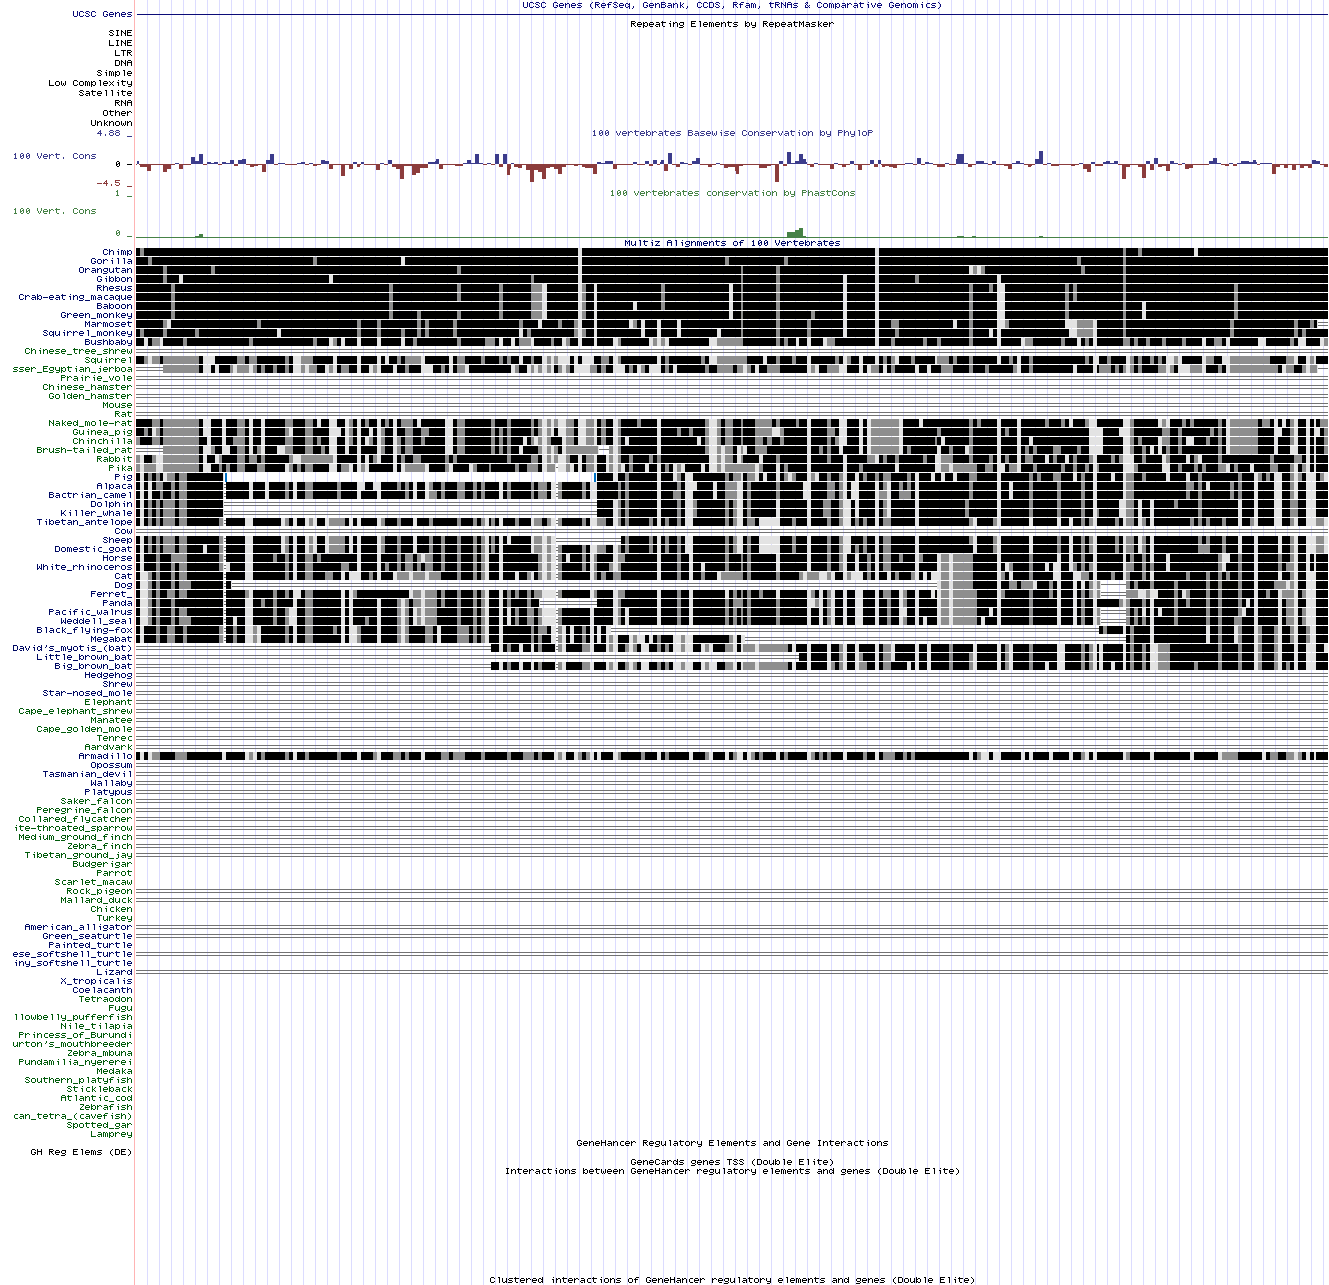 UCSC Genes (RefSeq, GenBank, CCDS, Rfam, tRNAs & Comparative Genomics)
UCSC Genes
Repeating Elements by RepeatMasker
SINE
LINE
LTR
DNA
Simple
Low Complexity
Satellite
RNA
Other
Unknown
4.88 _
100 vertebrates Basewise Conservation by PhyloP
100 Vert. Cons
0 -
-4.5 _
1 _
100 vertebrates conservation by PhastCons
100 Vert. Cons
0 _
Multiz Alignments of 100 Vertebrates
Chimp
Gorilla
Orangutan
Gibbon
Rhesus
Crab-eating_macaque
Baboon
Green_monkey
Marmoset
Squirrel_monkey
Bushbaby
Chinese_tree_shrew
Squirrel
sser_Egyptian_jerboa
Prairie_vole
Chinese_hamster
Golden_hamster
Mouse
Rat
Naked_mole-rat
Guinea_pig
Chinchilla
Brush-tailed_rat
Rabbit
Pika
Pig
Alpaca
Bactrian_camel
Dolphin
Killer_whale
Tibetan_antelope
Cow
Sheep
Domestic_goat
Horse
White_rhinoceros
Cat
Dog
Ferret_
Panda
Pacific_walrus
Weddell_seal
Black_flying-fox
Megabat
David's_myotis_(bat)
Little_brown_bat
Big_brown_bat
Hedgehog
Shrew
Star-nosed_mole
Elephant
Cape_elephant_shrew
Manatee
Cape_golden_mole
Tenrec
Aardvark
Armadillo
Opossum
Tasmanian_devil
Wallaby
Platypus
Saker_falcon
Peregrine_falcon
Collared_flycatcher
ite-throated_sparrow
Medium_ground_finch
Zebra_finch
Tibetan_ground_jay
Budgerigar
Parrot
Scarlet_macaw
Rock_pigeon
Mallard_duck
Chicken
Turkey
American_alligator
Green_seaturtle
Painted_turtle
ese_softshell_turtle
iny_softshell_turtle
Lizard
X_tropicalis
Coelacanth
Tetraodon
Fugu
llowbelly_pufferfish
Nile_tilapia
Princess_of_Burundi
urton's_mouthbreeder
Zebra_mbuna
Pundamilia_nyererei
Medaka
Southern_platyfish
Stickleback
Atlantic_cod
Zebrafish
can_tetra_(cavefish)
Spotted_gar
Lamprey
GeneHancer Regulatory Elements and Gene Interactions
GH Reg Elems (DE)
GeneCards genes TSS (Double Elite)
Interactions between GeneHancer regulatory elements and genes (Double Elite)
Clustered interactions of GeneHancer regulatory elements and genes (Double Elite)